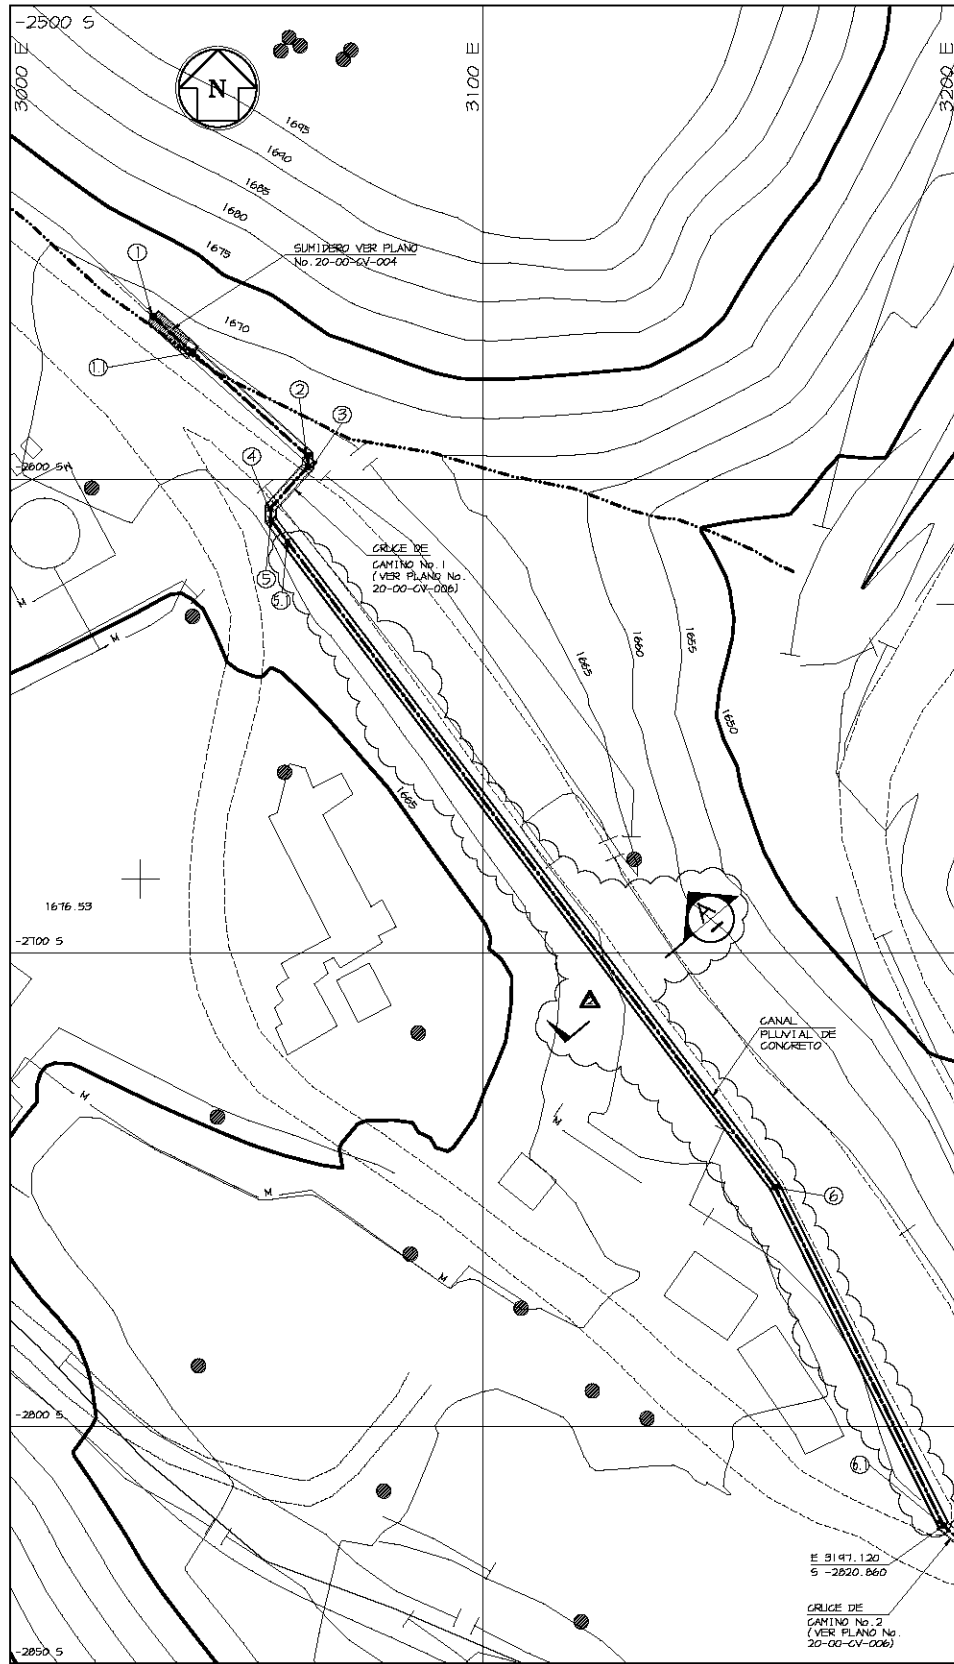 -2500 S
3000 E
3100 E
3200 E
N
1695
1690
1685
1680
1675
1670
SUMIDERO VER PLANO
No. 20-00-CV-004
1
1.1
2
3
4
-2600 S
M
5
5.1
CRUCE DE
CAMINO No. 1
(VER PLANO No.
20-00-CV-006)
M
1665
1660
1655
1650
1665
1676.53
A
1
-2700 S
CANAL
PLUVIAL DE
CONCRETO
M
M
M
6
M
-2800 S
6.1
E 3197.120
S -2820.860
CRUCE DE
CAMINO No. 2
(VER PLANO No.
20-00-CV-006)
-2850 S